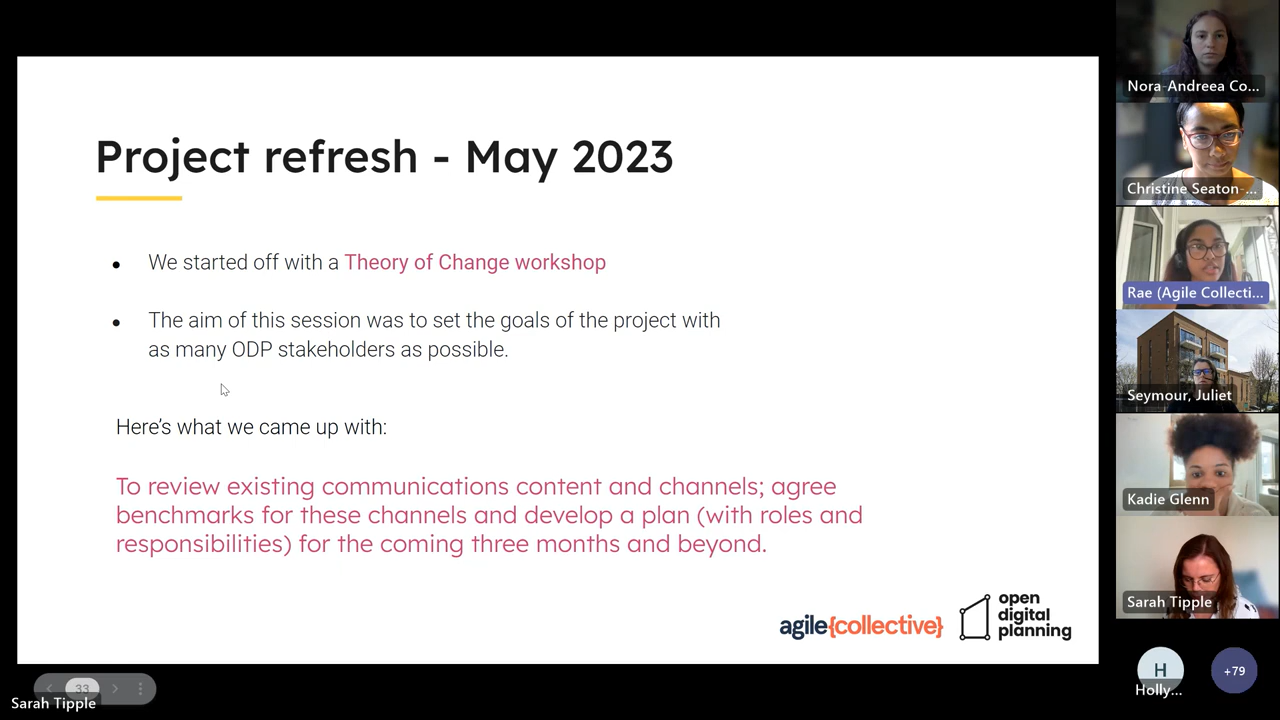 Project refresh - May 2023
• We started off with a Theory of Change workshop
• The aim of this session was to set the goals of the project with
as many ODP stakeholders as possible.
Here's what we came up with:
To review existing communications content and channels; agree
benchmarks for these channels and develop a plan (with roles and
responsibilities) for the coming three months and beyond.
agile{collective}
open
digital
planning
33
Sarah Tipple
Nora-Andreea Co...
Christine Seaton-...
Rae (Agile Collecti...
Seymour, Juliet
Kadie Glenn
Sarah Tipple
H
Holly...
+79